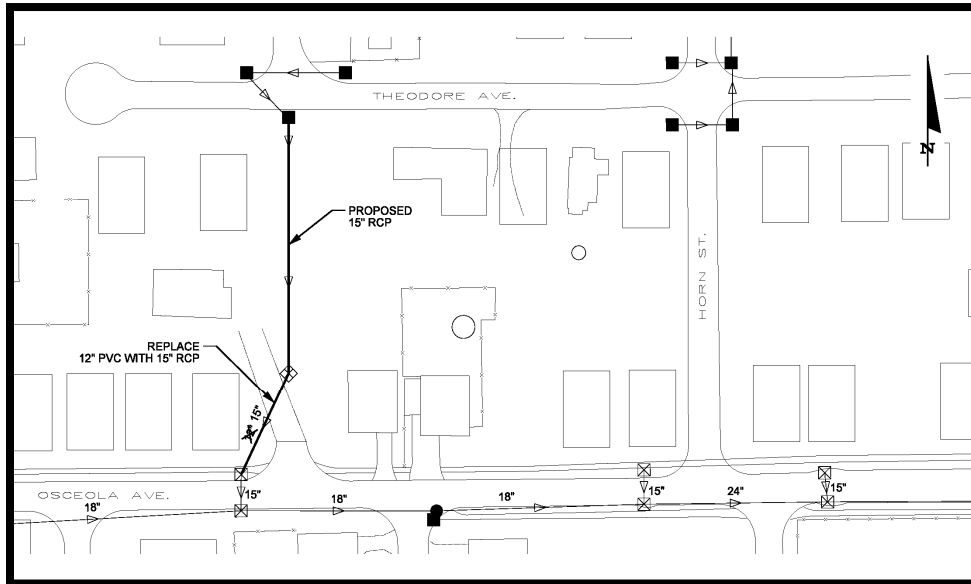 THEODORE AVE.
N
PROPOSED
15" RCP
HORN ST.
REPLACE
12" PVC WITH 15" RCP
12" 15"
OSCEOLA AVE.
15"
15"
15"
18"
18"
18"
24"